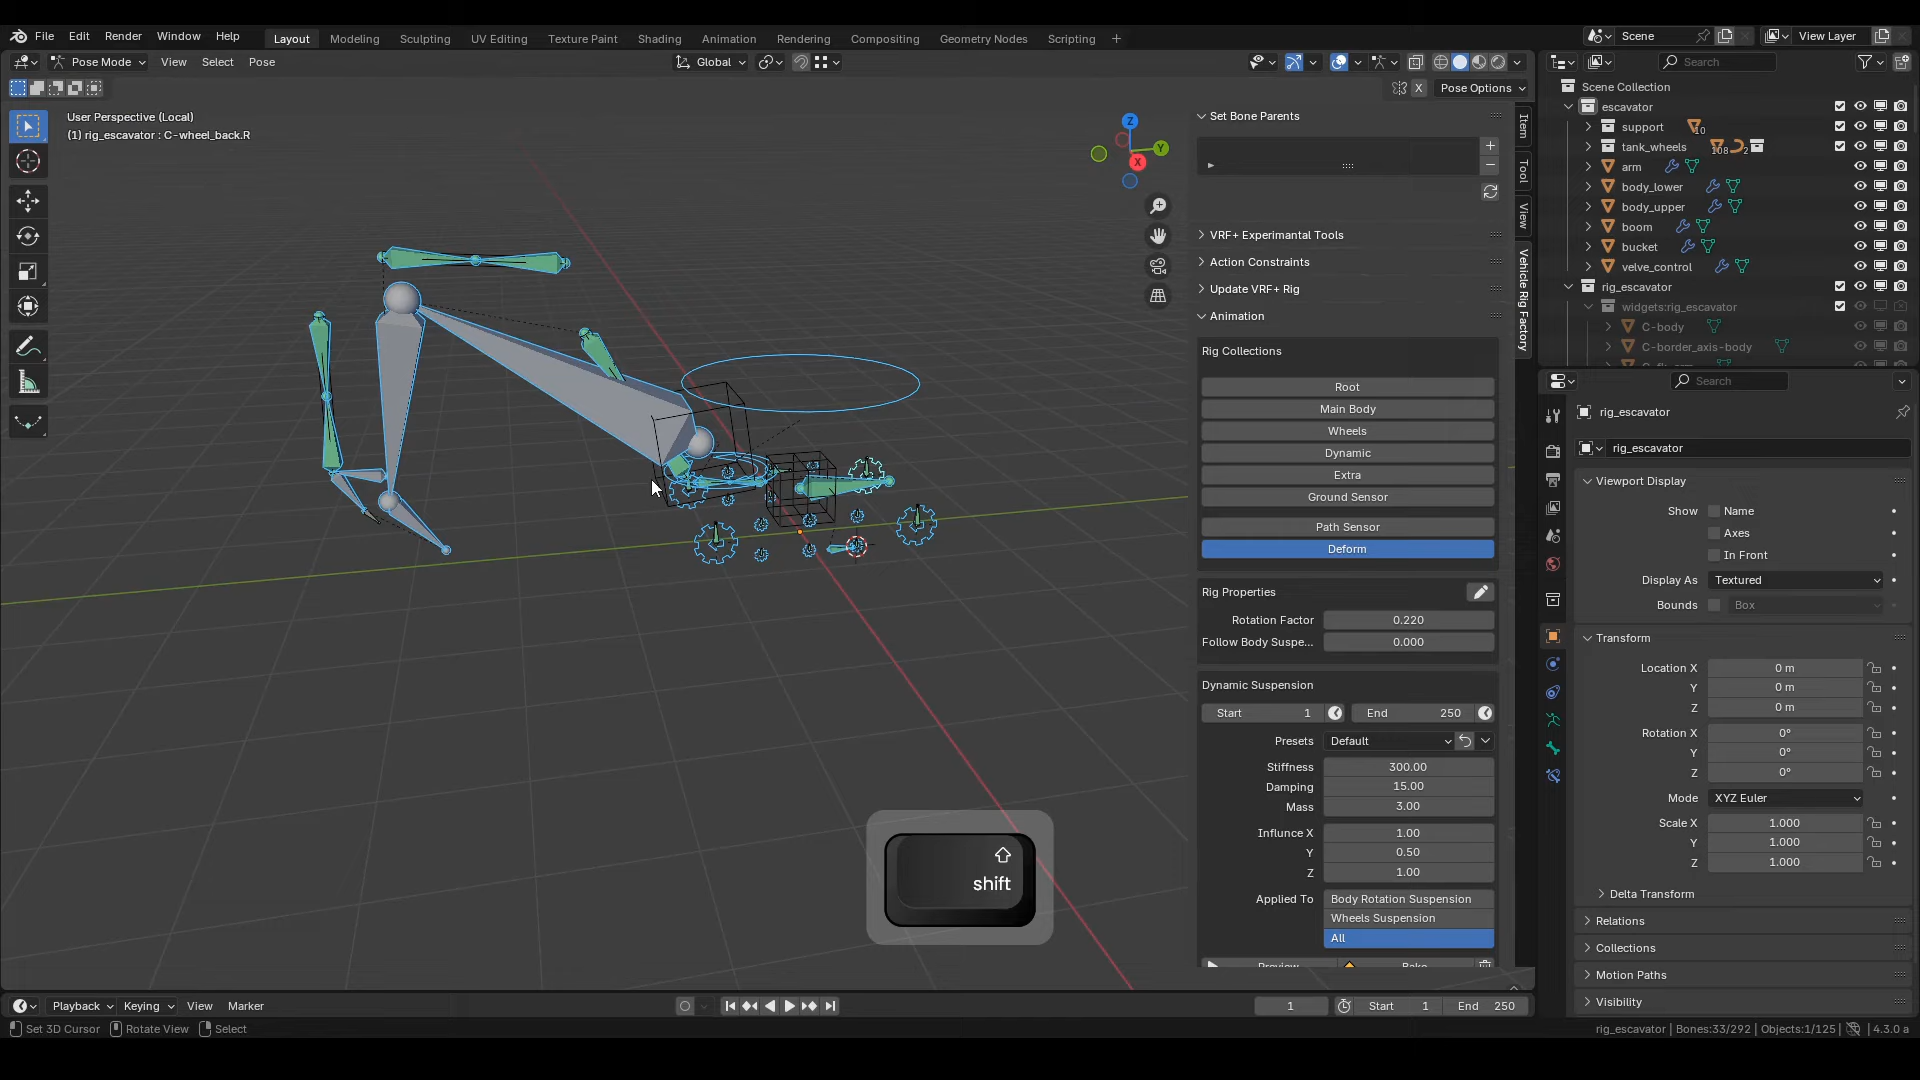 File Edit Render Window Help Layout Modeling Sculpting UV Editing Texture Paint Shading Animation Rendering Compositing Geometry Nodes Scripting + Scene View Layer
Pose Mode View Select Pose Global Search
X Pose Options
User Perspective (Local)
(1) rig_escavator : C-wheel_back.R
Z
Y
X
Set Bone Parents
VRF+ Experimental Tools
Action Constraints
Update VRF+ Rig
Animation
Rig Collections
Root
Main Body
Wheels
Dynamic
Extra
Ground Sensor
Path Sensor
Deform
Rig Properties
Rotation Factor 0.220
Follow Body Suspe... 0.000
Dynamic Suspension
Start 1 End 250
Presets Default
Stiffness 300.00
Damping 15.00
Mass 3.00
Influnce X 1.00
Y 0.50
Z 1.00
Applied To Body Rotation Suspension
Wheels Suspension
All
Preview Bake
Item
Tool
View
Vehicle Rig Factory
Scene Collection
escavator
support 10
tank_wheels 108 2
arm
body_lower
body_upper
boom
bucket
velve_control
rig_escavator
widgets:rig_escavator
C-body
C-border_axis-body
Search
rig_escavator
rig_escavator
Viewport Display
Show Name
Axes
In Front
Display As Textured
Bounds Box
Transform
Location X 0 m
Y 0 m
Z 0 m
Rotation X 0°
Y 0°
Z 0°
Mode XYZ Euler
Scale X 1.000
Y 1.000
Z 1.000
Delta Transform
Relations
Collections
Motion Paths
Visibility
shift
Playback Keying View Marker 1 Start 1 End 250
Set 3D Cursor Rotate View Select rig_escavator | Bones:33/292 | Objects:1/125 4.3.0 a